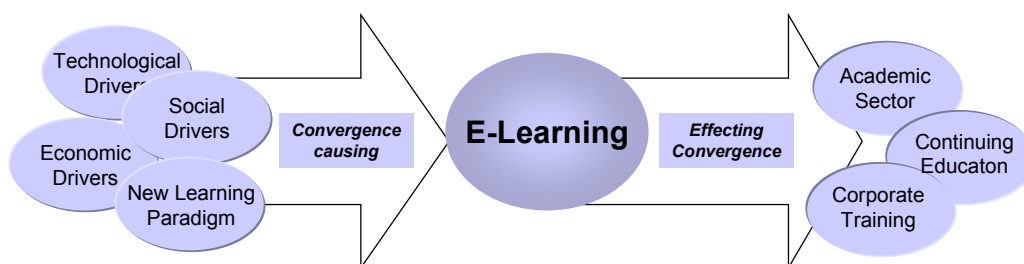 Technological
Drivers
Social
Drivers
Economic
Drivers
New Learning
Paradigm
Convergence
causing
E-Learning
Effecting
Convergence
Academic
Sector
Continuing
Educaton
Corporate
Training